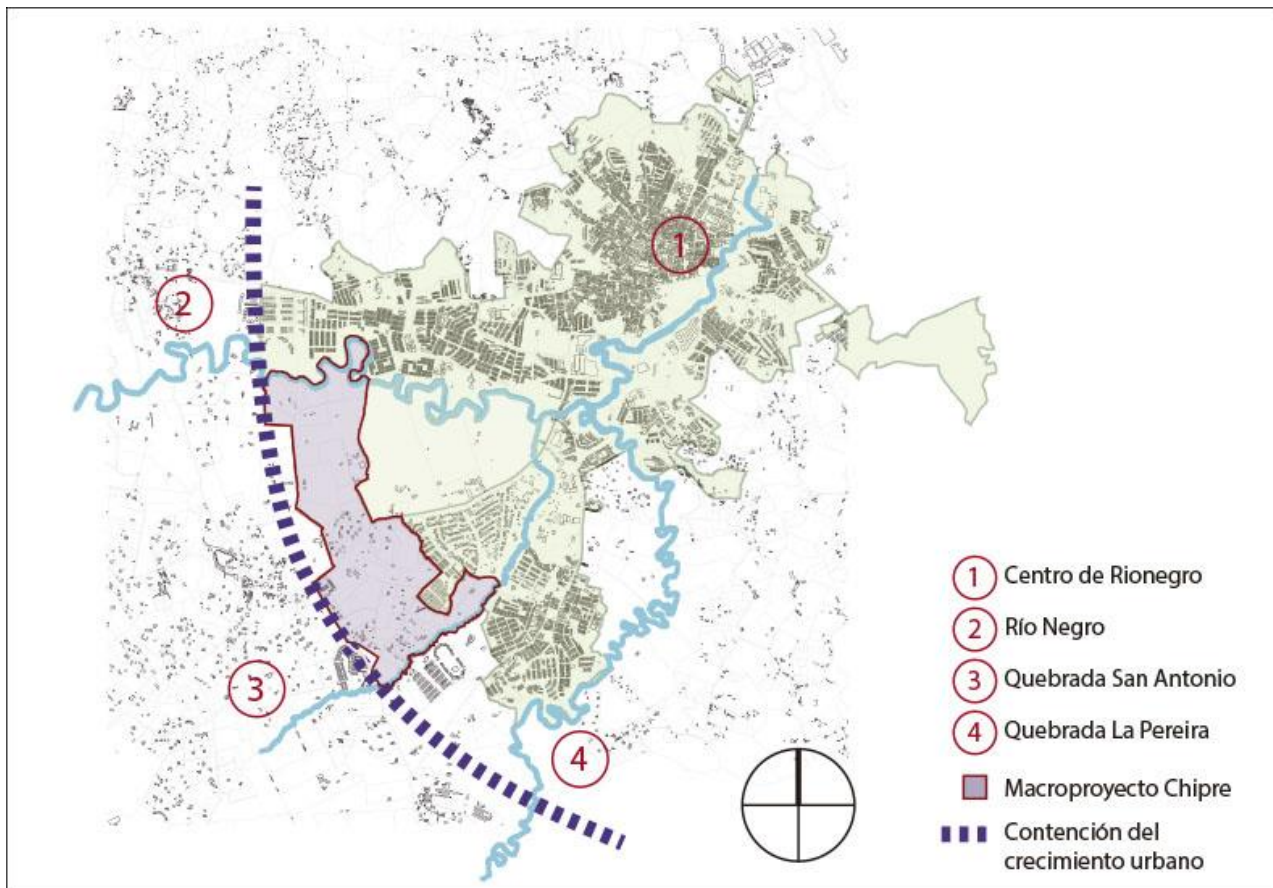 1
2
3
4
1 Centro de Rionegro
2 Río Negro
3 Quebrada San Antonio
4 Quebrada La Pereira
Macroproyecto Chipre
Contención del
crecimiento urbano